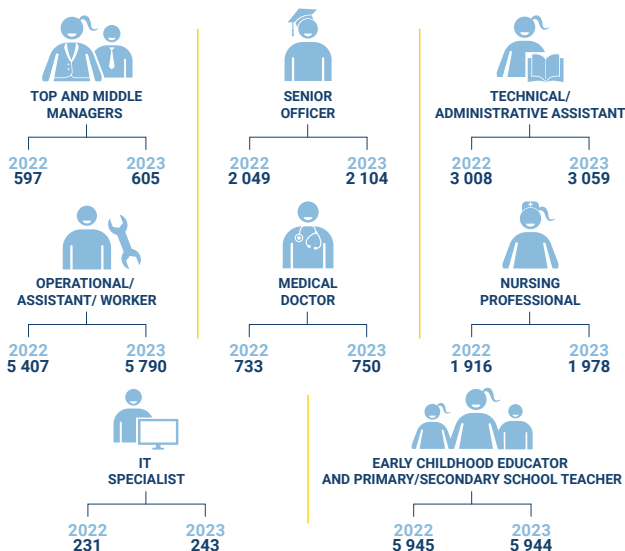 TOP AND MIDDLE
MANAGERS
2022
597
2023
605
SENIOR
OFFICER
2022
2 049
2023
2 104
TECHNICAL/
ADMINISTRATIVE ASSISTANT
2022
3 008
2023
3 059
OPERATIONAL/
ASSISTANT/ WORKER
2022
5 407
2023
5 790
MEDICAL
DOCTOR
2022
733
2023
750
NURSING
PROFESSIONAL
2022
1 916
2023
1 978
IT
SPECIALIST
2022
231
2023
243
EARLY CHILDHOOD EDUCATOR
AND PRIMARY/SECONDARY SCHOOL TEACHER
2022
5 945
2023
5 944